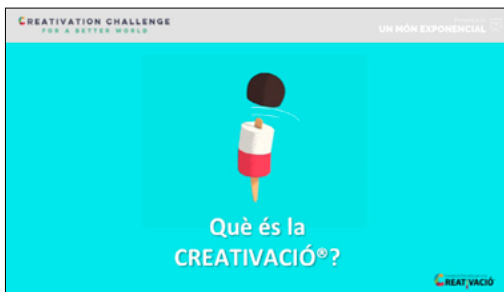 CREATIVATION CHALLENGE
FOR A BETTER WORLD
UN MÓN EXPONENCIAL
Què és la
CREATIVACIÓ®?
CREATIVACIÓ